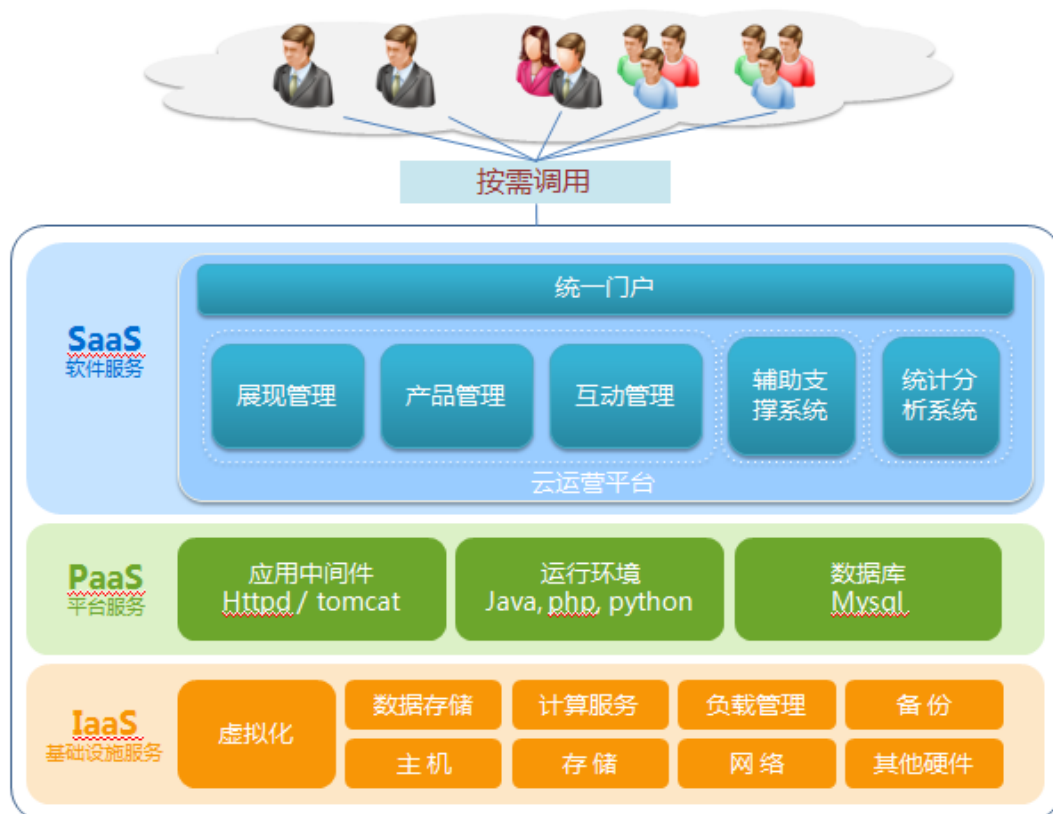 按需调用
统一门户
SaaS
软件服务
展现管理
产品管理
互动管理
辅助支
撑系统
统计分
析系统
云运营平台
PaaS
平台服务
应用中间件
Httpd / tomcat
运行环境
Java, php, python
数据库
Mysql
IaaS
基础设施服务
虚拟化
数据存储
计算服务
负载管理
备 份
主 机
存 储
网 络
其他硬件